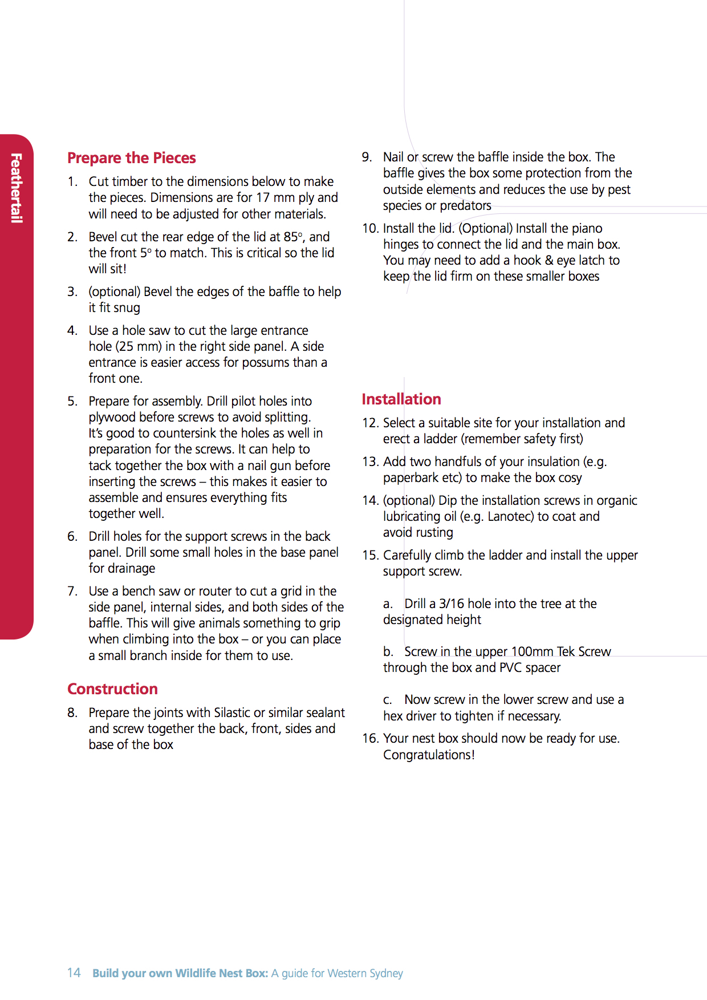 Feathertail
Prepare the Pieces
1. Cut timber to the dimensions below to make
the pieces. Dimensions are for 17 mm ply and
will need to be adjusted for other materials.
2. Bevel cut the rear edge of the lid at 85º, and
the front 5º to match. This is critical so the lid
will sit!
3. (optional) Bevel the edges of the baffle to help
it fit snug
4. Use a hole saw to cut the large entrance
hole (25 mm) in the right side panel. A side
entrance is easier access for possums than a
front one.
5. Prepare for assembly. Drill pilot holes into
plywood before screws to avoid splitting.
It’s good to countersink the holes as well in
preparation for the screws. It can help to
tack together the box with a nail gun before
inserting the screws – this makes it easier to
assemble and ensures everything fits
together well.
6. Drill holes for the support screws in the back
panel. Drill some small holes in the base panel
for drainage
7. Use a bench saw or router to cut a grid in the
side panel, internal sides, and both sides of the
baffle. This will give animals something to grip
when climbing into the box – or you can place
a small branch inside for them to use.
Construction
8. Prepare the joints with Silastic or similar sealant
and screw together the back, front, sides and
base of the box
9. Nail or screw the baffle inside the box. The
baffle gives the box some protection from the
outside elements and reduces the use by pest
species or predators
10. Install the lid. (Optional) Install the piano
hinges to connect the lid and the main box.
You may need to add a hook & eye latch to
keep the lid firm on these smaller boxes
Installation
12. Select a suitable site for your installation and
erect a ladder (remember safety first)
13. Add two handfuls of your insulation (e.g.
paperbark etc) to make the box cosy
14. (optional) Dip the installation screws in organic
lubricating oil (e.g. Lanotec) to coat and
avoid rusting
15. Carefully climb the ladder and install the upper
support screw.
a. Drill a 3/16 hole into the tree at the
designated height
b. Screw in the upper 100mm Tek Screw
through the box and PVC spacer
c. Now screw in the lower screw and use a
hex driver to tighten if necessary.
16. Your nest box should now be ready for use.
Congratulations!
14 Build your own Wildlife Nest Box: A guide for Western Sydney